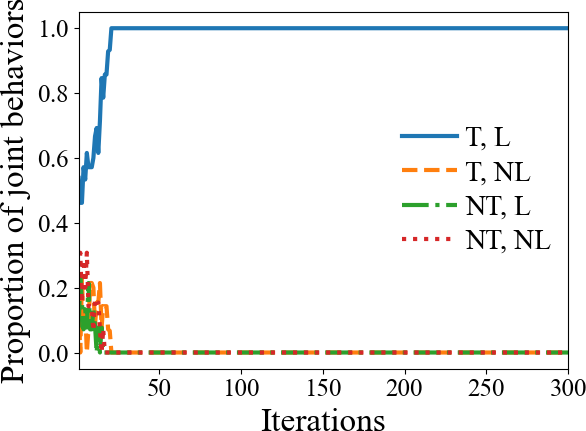 Proportion of joint behaviors
1.0
0.8
0.6
0.4
0.2
0.0
T, L
T, NL
NT, L
NT, NL
50 100 150 200 250 300
Iterations